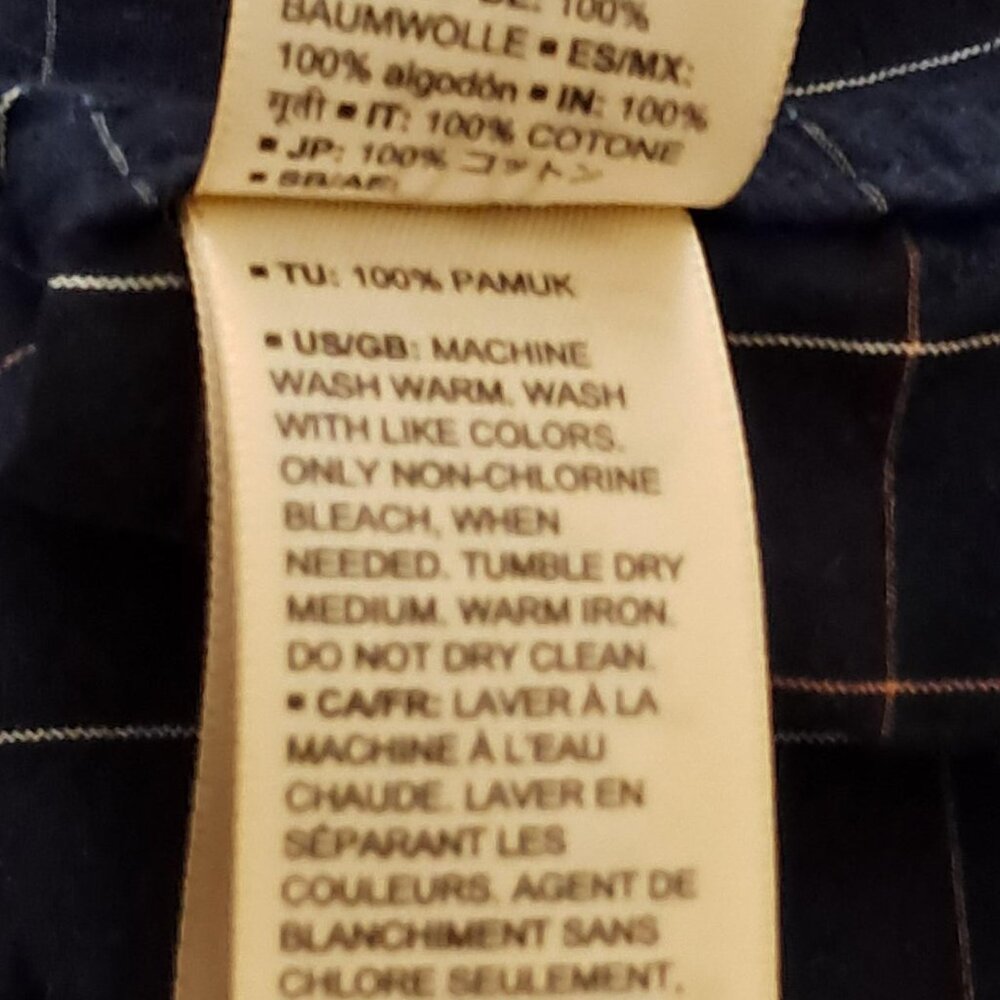 DE: 100%
BAUMWOLLE ▪ ES/MX:
100% algodón ▪ IN: 100%
सूती ▪ IT: 100% COTONE
▪ JP: 100% コットン
▪ TU: 100% PAMUK
▪ US/GB: MACHINE
WASH WARM. WASH
WITH LIKE COLORS.
ONLY NON-CHLORINE
BLEACH, WHEN
NEEDED. TUMBLE DRY
MEDIUM. WARM IRON.
DO NOT DRY CLEAN.
▪ CA/FR: LAVER À LA
MACHINE À L'EAU
CHAUDE. LAVER EN
SÉPARANT LES
COULEURS. AGENT DE
BLANCHIMENT SANS
CHLORE SEULEMENT,